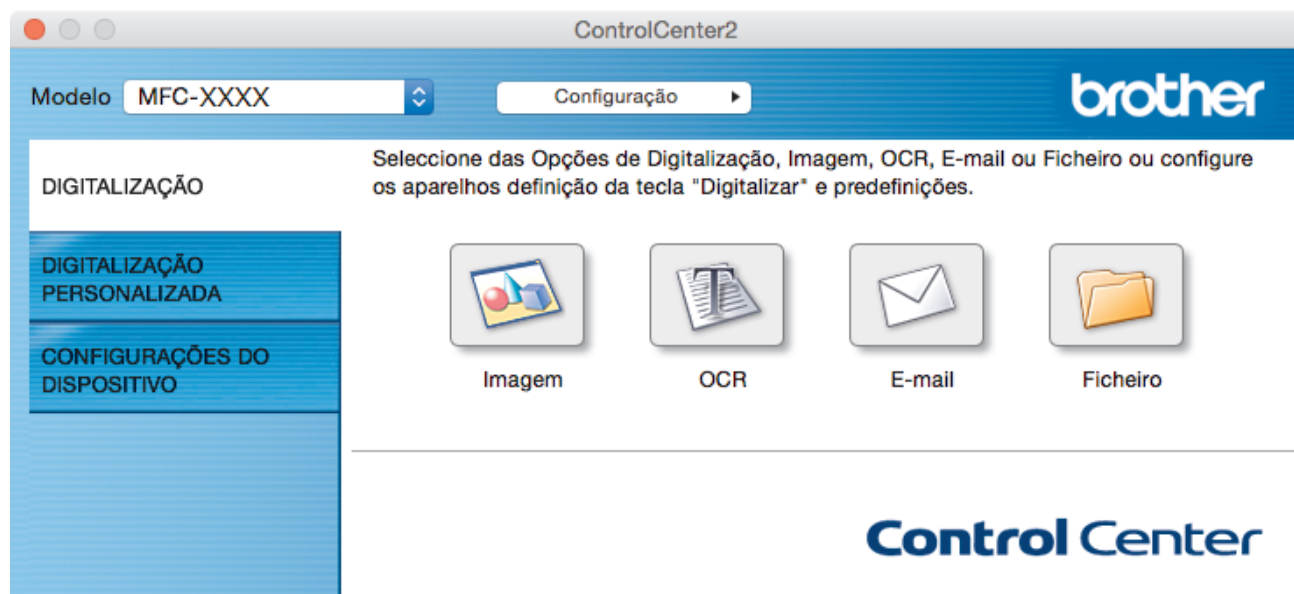 ControlCenter2
Modelo MFC-XXXX Configuração brother
DIGITALIZAÇÃO
Seleccione das Opções de Digitalização, Imagem, OCR, E-mail ou Ficheiro ou configure
os aparelhos definição da tecla "Digitalizar" e predefinições.
DIGITALIZAÇÃO
PERSONALIZADA
CONFIGURAÇÕES DO
DISPOSITIVO
Imagem OCR E-mail Ficheiro
Control Center